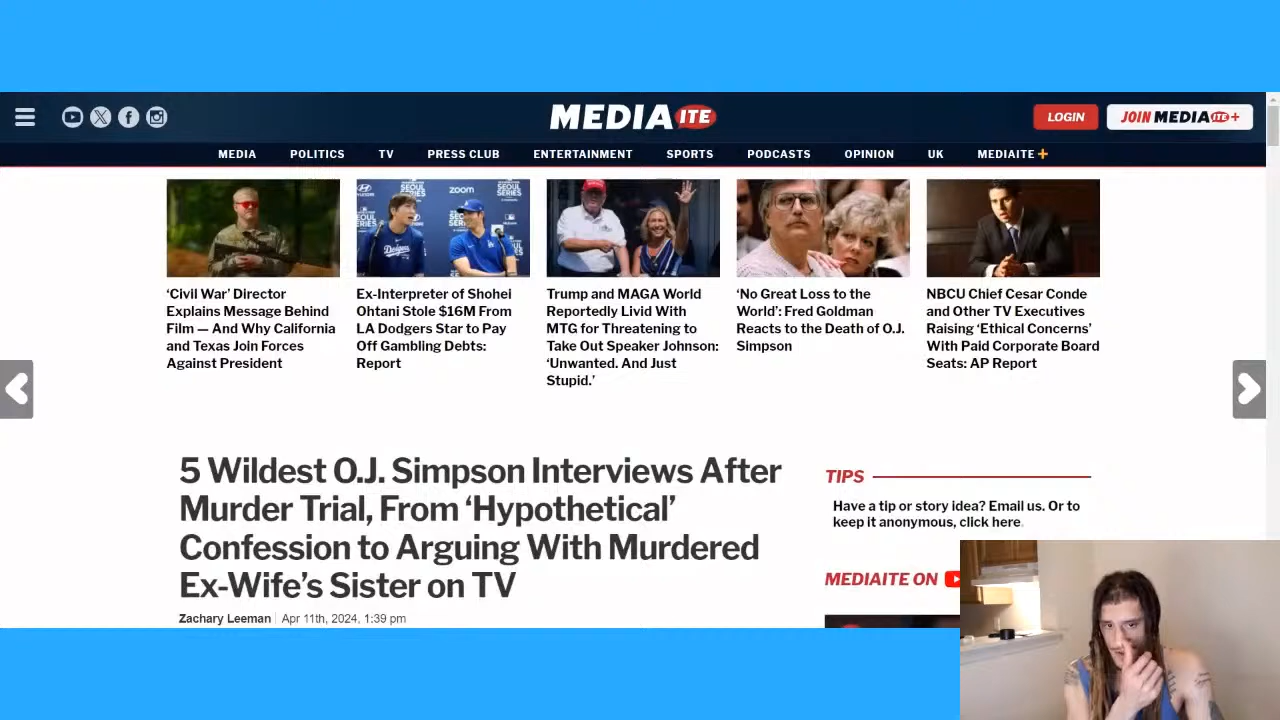 MEDIAITE
LOGIN
JOIN MEDIAITE+
MEDIA
POLITICS
TV
PRESS CLUB
ENTERTAINMENT
SPORTS
PODCASTS
OPINION
UK
MEDIAITE +
‘Civil War’ Director
Explains Message Behind
Film — And Why California
and Texas Join Forces
Against President
Ex-Interpreter of Shohei
Ohtani Stole $16M From
LA Dodgers Star to Pay
Off Gambling Debts:
Report
Trump and MAGA World
Reportedly Livid With
MTG for Threatening to
Take Out Speaker Johnson:
‘Unwanted. And Just
Stupid.’
‘No Great Loss to the
World’: Fred Goldman
Reacts to the Death of O.J.
Simpson
NBCU Chief Cesar Conde
and Other TV Executives
Raising ‘Ethical Concerns’
With Paid Corporate Board
Seats: AP Report
zoom
SEOUL
SERIES
Dodgers
5 Wildest O.J. Simpson Interviews After
Murder Trial, From ‘Hypothetical’
Confession to Arguing With Murdered
Ex-Wife’s Sister on TV
Zachary Leeman | Apr 11th, 2024, 1:39 pm
TIPS
Have a tip or story idea? Email us. Or to
keep it anonymous, click here.
MEDIAITE ON